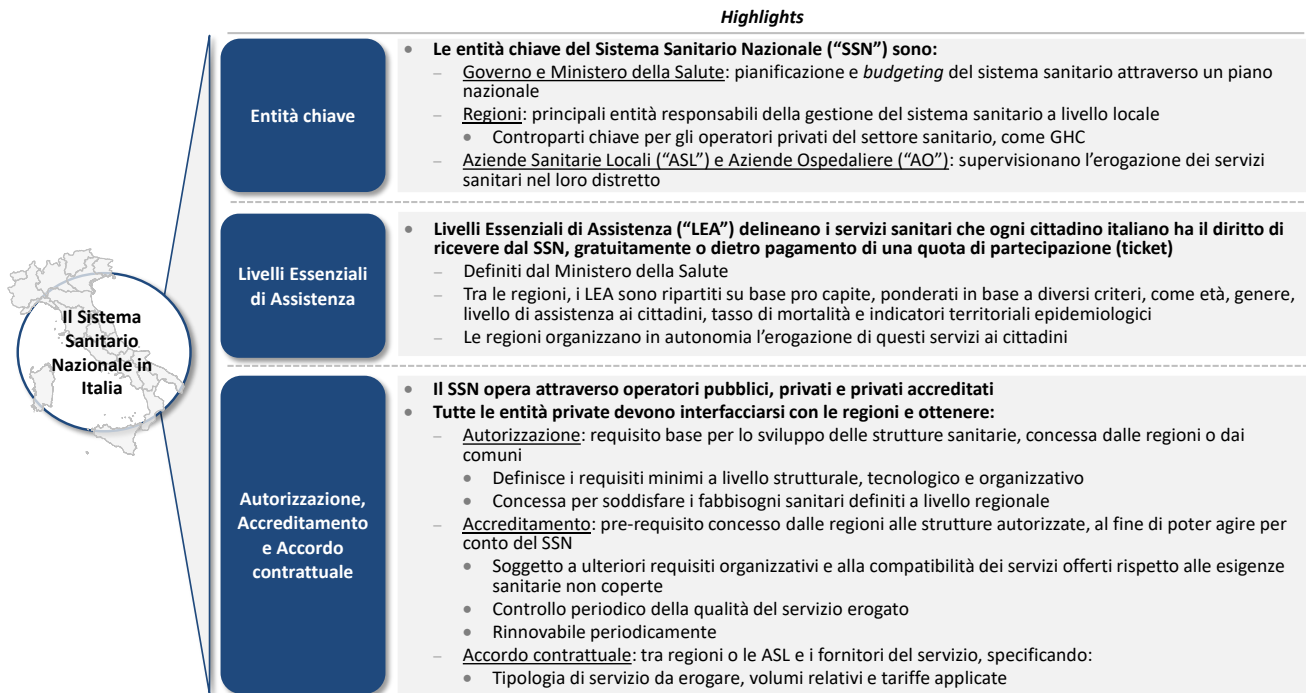 Highlights
Il Sistema
Sanitario
Nazionale in
Italia
Entità chiave
• Le entità chiave del Sistema Sanitario Nazionale (“SSN”) sono:
– Governo e Ministero della Salute: pianificazione e budgeting del sistema sanitario attraverso un piano
nazionale
– Regioni: principali entità responsabili della gestione del sistema sanitario a livello locale
• Controparti chiave per gli operatori privati del settore sanitario, come GHC
– Aziende Sanitarie Locali (“ASL”) e Aziende Ospedaliere (“AO”): supervisionano l’erogazione dei servizi
sanitari nel loro distretto
Livelli Essenziali
di Assistenza
• Livelli Essenziali di Assistenza (“LEA”) delineano i servizi sanitari che ogni cittadino italiano ha il diritto di
ricevere dal SSN, gratuitamente o dietro pagamento di una quota di partecipazione (ticket)
– Definiti dal Ministero della Salute
– Tra le regioni, i LEA sono ripartiti su base pro capite, ponderati in base a diversi criteri, come età, genere,
livello di assistenza ai cittadini, tasso di mortalità e indicatori territoriali epidemiologici
– Le regioni organizzano in autonomia l’erogazione di questi servizi ai cittadini
Autorizzazione,
Accreditamento
e Accordo
contrattuale
• Il SSN opera attraverso operatori pubblici, privati e privati accreditati
• Tutte le entità private devono interfacciarsi con le regioni e ottenere:
– Autorizzazione: requisito base per lo sviluppo delle strutture sanitarie, concessa dalle regioni o dai
comuni
• Definisce i requisiti minimi a livello strutturale, tecnologico e organizzativo
• Concessa per soddisfare i fabbisogni sanitari definiti a livello regionale
– Accreditamento: pre-requisito concesso dalle regioni alle strutture autorizzate, al fine di poter agire per
conto del SSN
• Soggetto a ulteriori requisiti organizzativi e alla compatibilità dei servizi offerti rispetto alle esigenze
sanitarie non coperte
• Controllo periodico della qualità del servizio erogato
• Rinnovabile periodicamente
– Accordo contrattuale: tra regioni o le ASL e i fornitori del servizio, specificando:
• Tipologia di servizio da erogare, volumi relativi e tariffe applicate